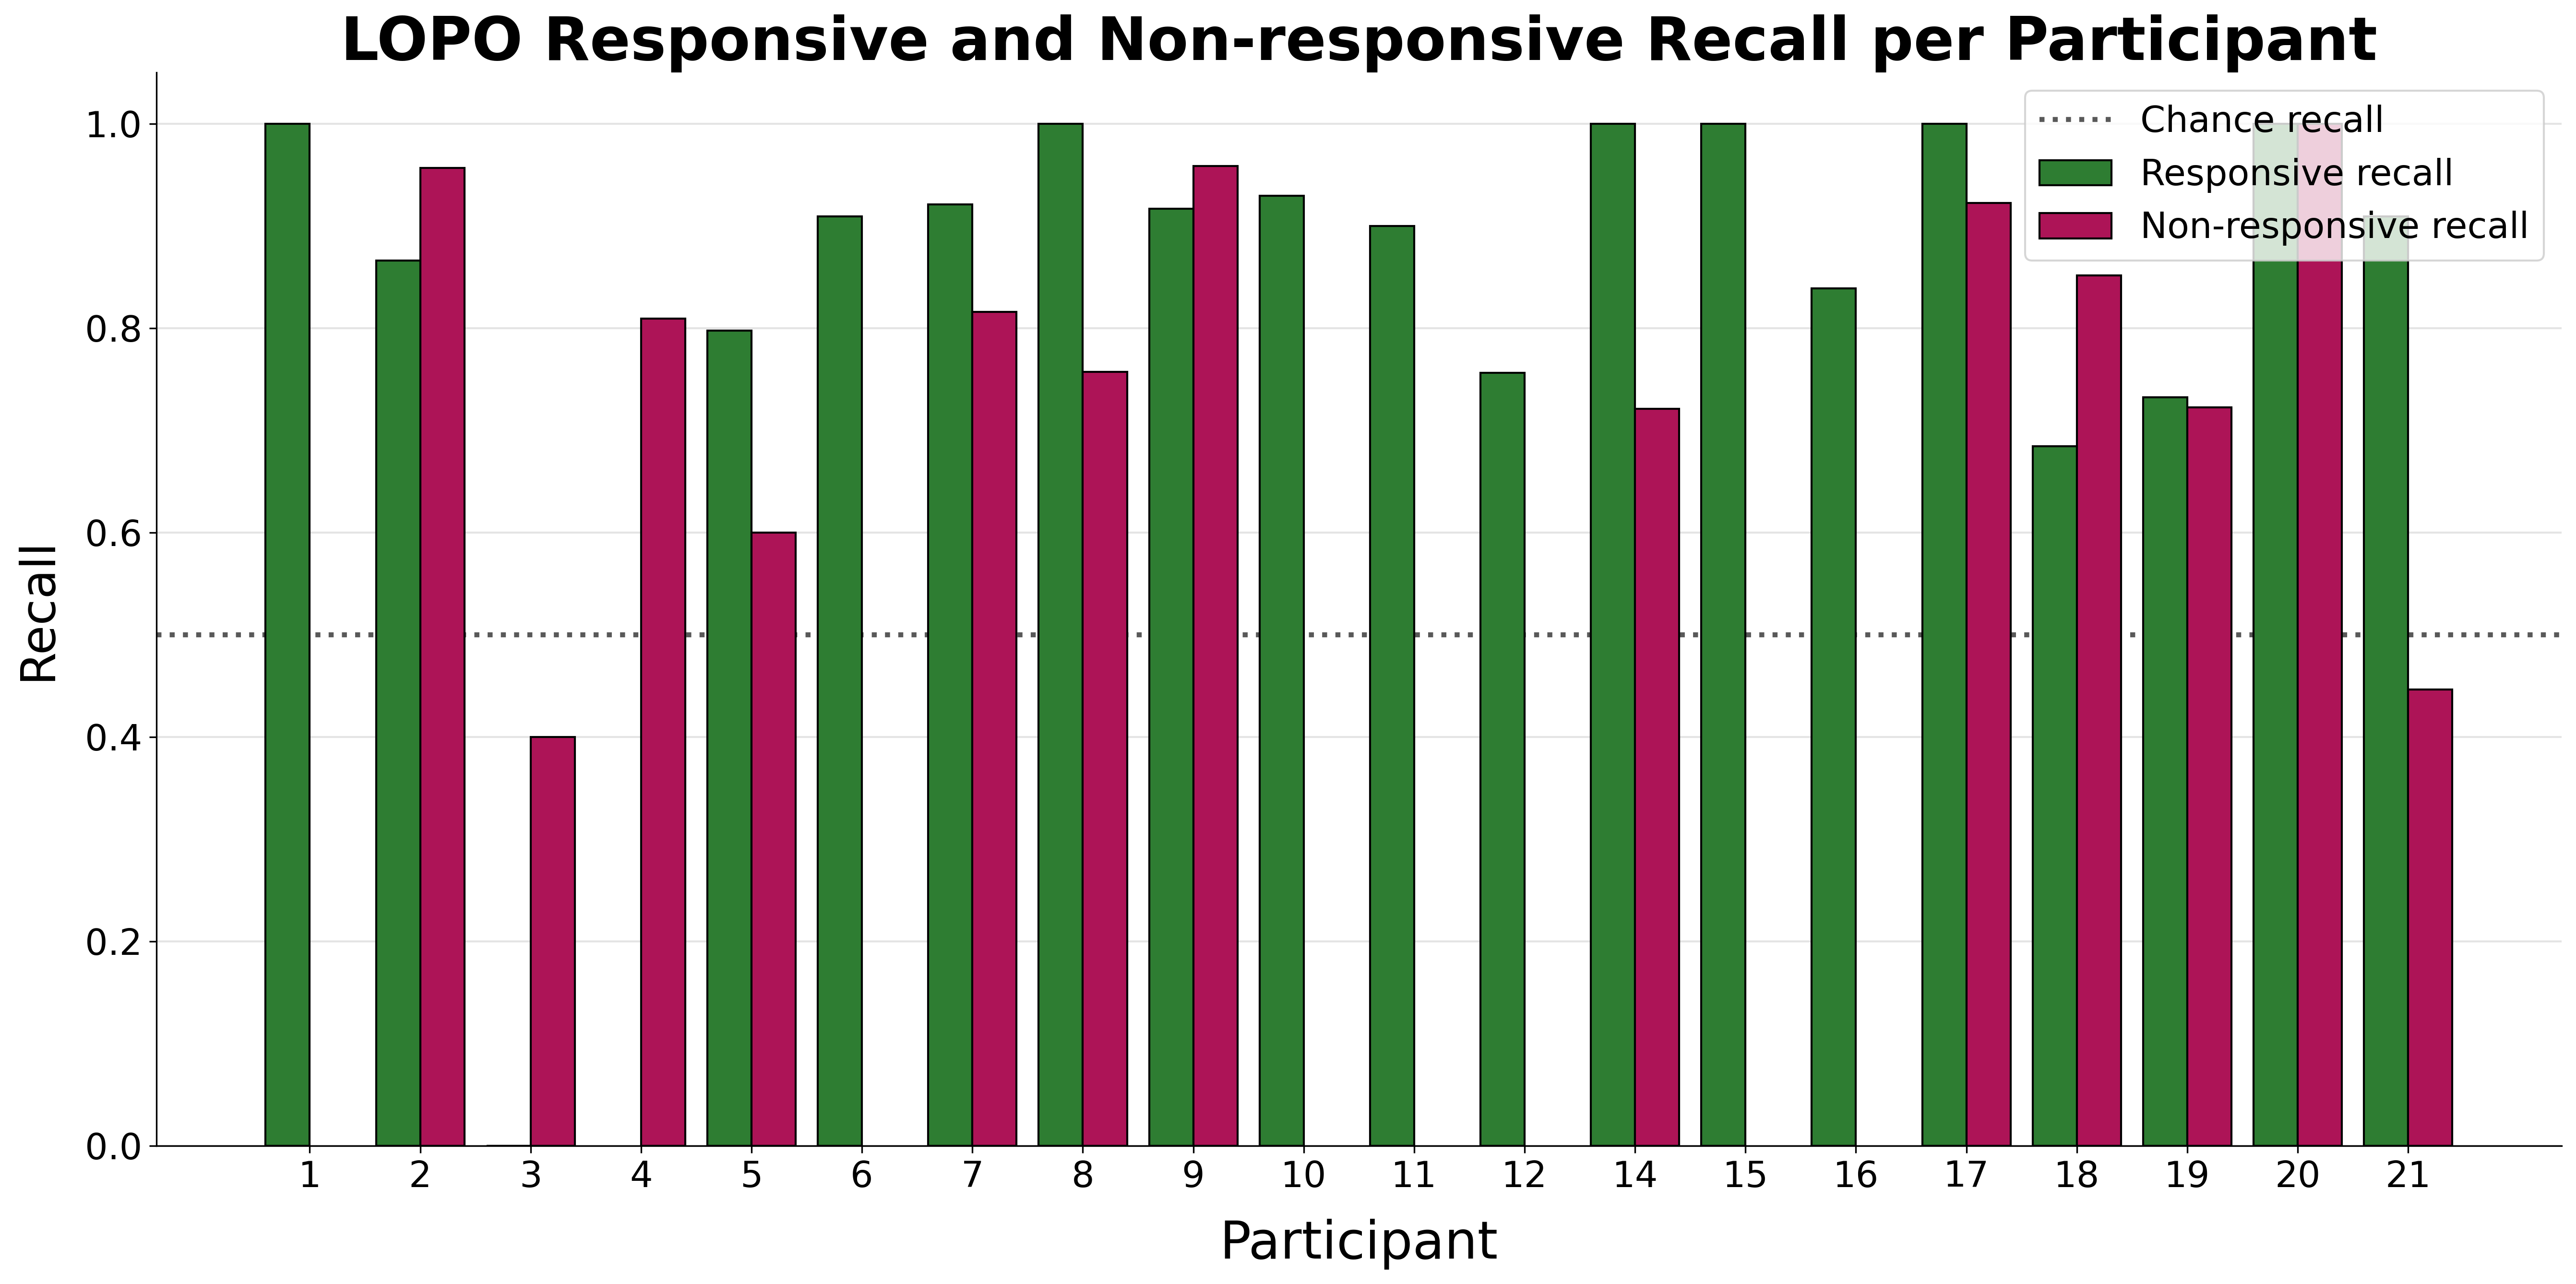 LOPO Responsive and Non-responsive Recall per Participant
Chance recall
Responsive recall
Non-responsive recall
Recall
1.0
0.8
0.6
0.4
0.2
0.0
1 2 3 4 5 6 7 8 9 10 11 12 14 15 16 17 18 19 20 21
Participant